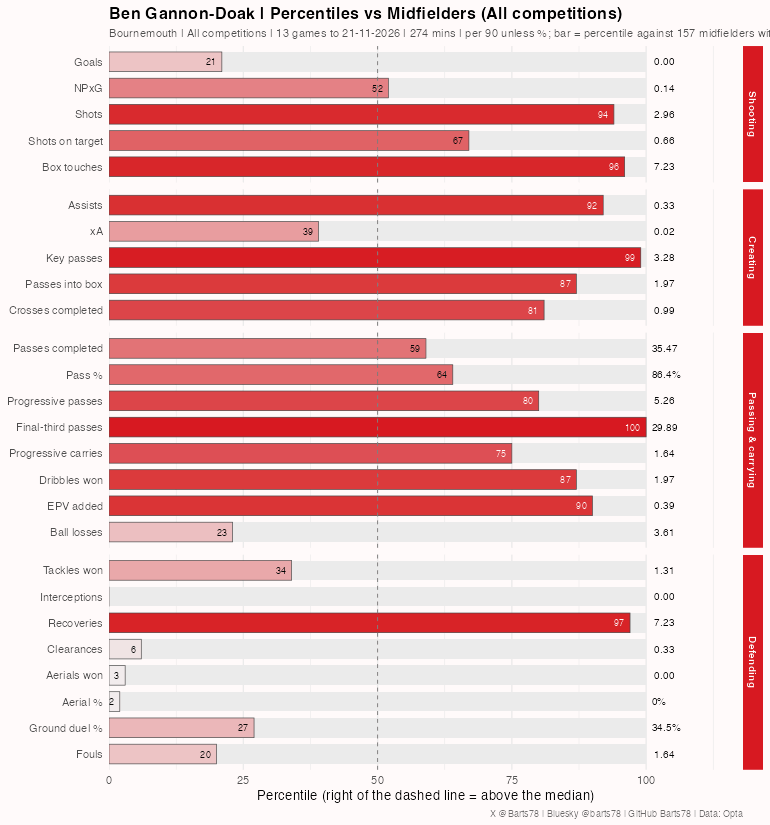 Ben Gannon-Doak | Percentiles vs Midfielders (All competitions)
Bournemouth | All competitions | 13 games to 21-11-2026 | 274 mins | per 90 unless %; bar = percentile against 157 midfielders wit
Goals 21 0.00
NPxG 52 0.14
Shots 94 2.96
Shots on target 67 0.66
Box touches 96 7.23
Shooting
Assists 92 0.33
xA 39 0.02
Key passes 99 3.28
Passes into box 87 1.97
Crosses completed 81 0.99
Creating
Passes completed 59 35.47
Pass % 64 86.4%
Progressive passes 80 5.26
Final-third passes 100 29.89
Progressive carries 75 1.64
Dribbles won 87 1.97
EPV added 90 0.39
Ball losses 23 3.61
Passing & carrying
Tackles won 34 1.31
Interceptions 0.00
Recoveries 97 7.23
Clearances 6 0.33
Aerials won 3 0.00
Aerial % 2 0%
Ground duel % 27 34.5%
Fouls 20 1.64
Defending
0 25 50 75 100
Percentile (right of the dashed line = above the median)
X @Barts78 | Bluesky @barts78 | GitHub Barts78 | Data: Opta